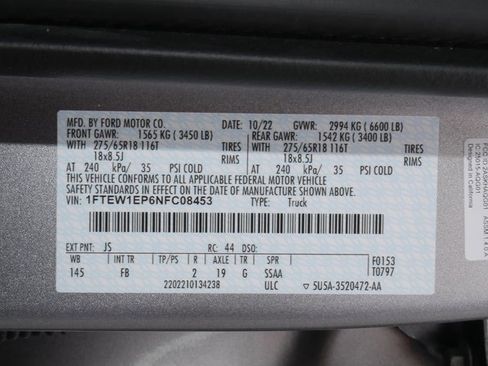 MFD. BY FORD MOTOR CO. DATE: 10/22 GVWR: 2994 KG ( 6600 LB)
FRONT GAWR: 1565 KG ( 3450 LB) REAR GAWR: 1542 KG ( 3400 LB)
WITH 275/65R18 116T TIRES WITH 275/65R18 116T TIRES
18x8.5J RIMS 18x8.5J RIMS
AT 240 kPa/ 35 PSI COLD AT 240 kPa/ 35 PSI COLD
THIS VEHICLE CONFORMS TO ALL APPLICABLE FEDERAL MOTOR VEHICLE
SAFETY STANDARDS IN EFFECT ON THE DATE OF MANUFACTURE SHOWN ABOVE.
VIN: 1FTEW1EP6NFC08453 TYPE: Truck
EXT PNT: JS RC: 44 DSO:
WB INT TR TP/PS R AXLE TR SPR F0153
145 FB 2 19 G SSAA T0797
2202210134238 ULC 5U5A-3520472-AA
Designed in California